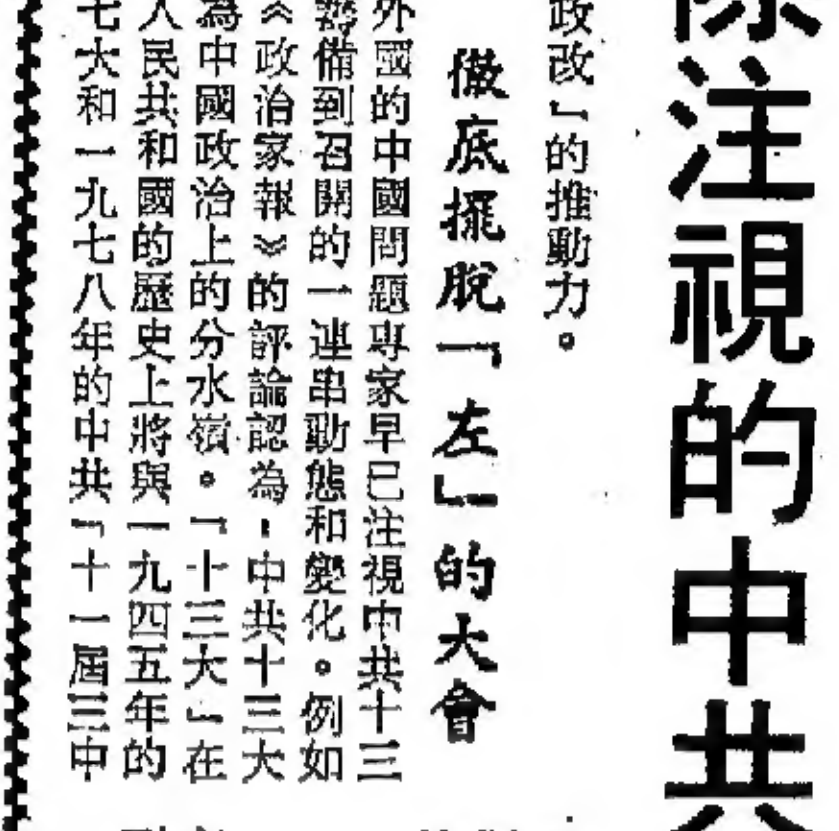 際注視的中共
政改」的推動力。
徹底擺脫「左」的大會
外國的中國問題專家早已注視中共十三
籌備到召開的一連串動態和變化。例如
《政治家報》的評論認為,中共十三大
為中國政治上的分水嶺。「十三大」在
人民共和國的歷史上將與一九四五年的
七大和一九七八年的中共「十一屆三中